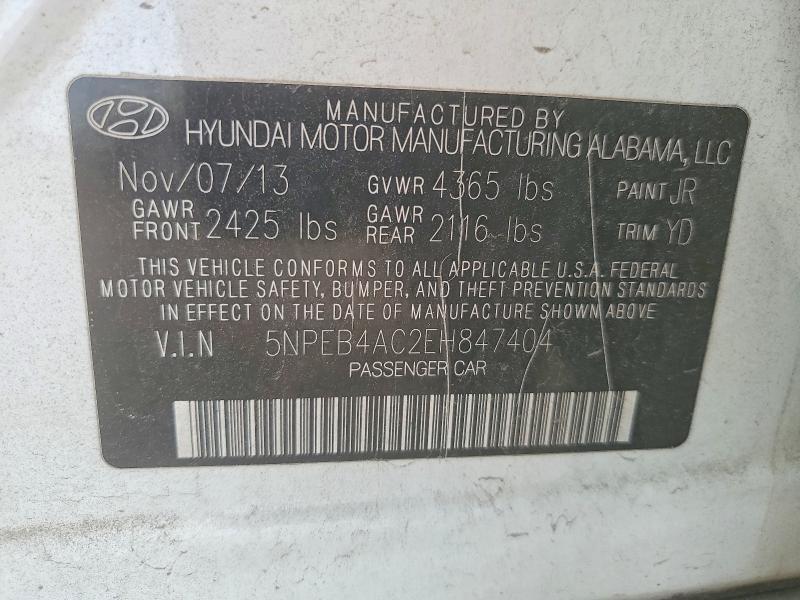 MANUFACTURED BY
HYUNDAI MOTOR MANUFACTURING ALABAMA, LLC
Nov/07/13 GVWR 4365 lbs PAINT JR
GAWR FRONT 2425 lbs GAWR REAR 2116 lbs TRIM YD
THIS VEHICLE CONFORMS TO ALL APPLICABLE U.S.A. FEDERAL
MOTOR VEHICLE SAFETY, BUMPER, AND THEFT PREVENTION STANDARDS
IN EFFECT ON THE DATE OF MANUFACTURE SHOWN ABOVE.
V.I.N 5NPEB4AC2EH847404
PASSENGER CAR